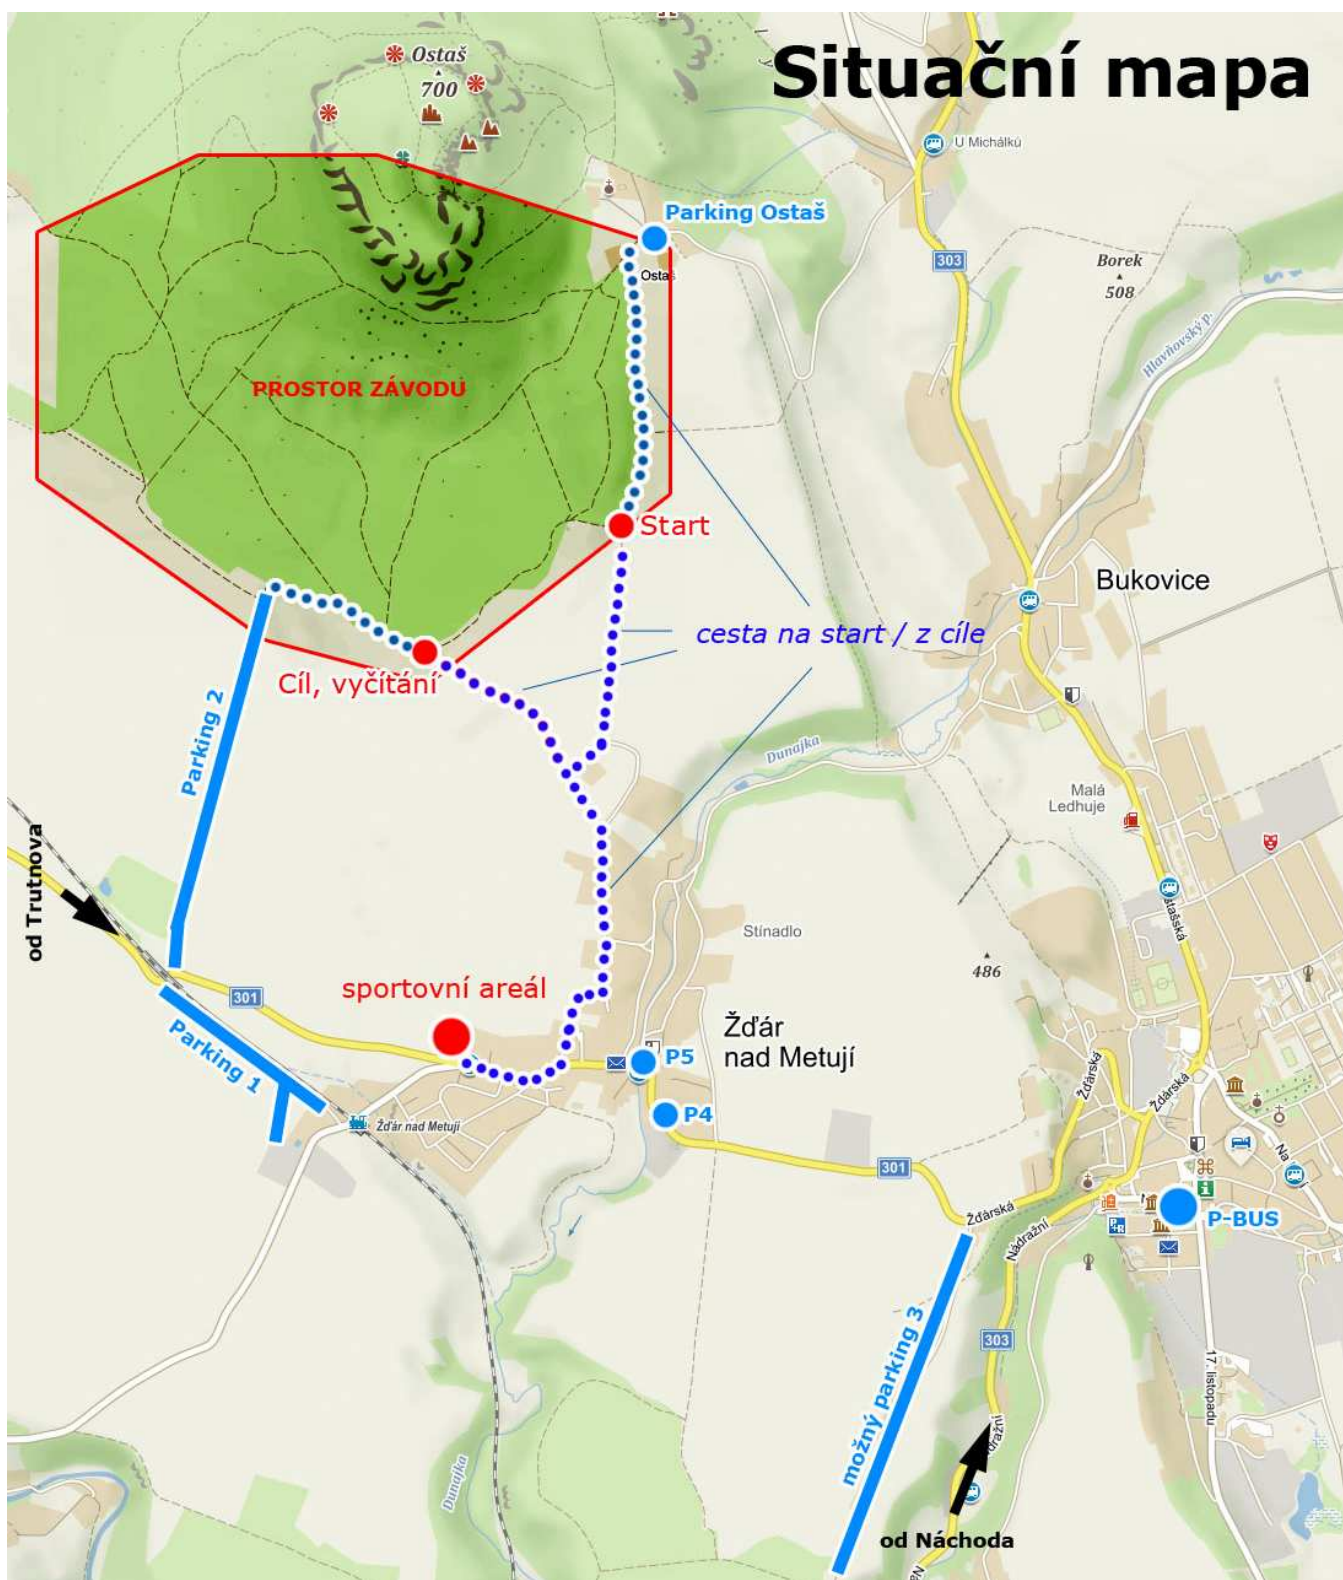 Situační mapa
Ostaš
700
U Michálků
Parking Ostaš
Ostaš
303
Borek
508
Hlavňovský p.
PROSTOR ZÁVODU
Start
Bukovice
cesta na start / z cíle
Cíl, vyčítání
Parking 2
Dunajka
Malá
Ledhuje
od Trutnova
Stínadlo
486
301
sportovní areál
Žďár
nad Metují
Parking 1
P5
P4
Žďár nad Metují
Žďárská
Žďárská
301
Žďárská
Nádražní
P+R
P-BUS
Na
303
možný parking 3
17. listopadu
Dunajka
od Náchoda